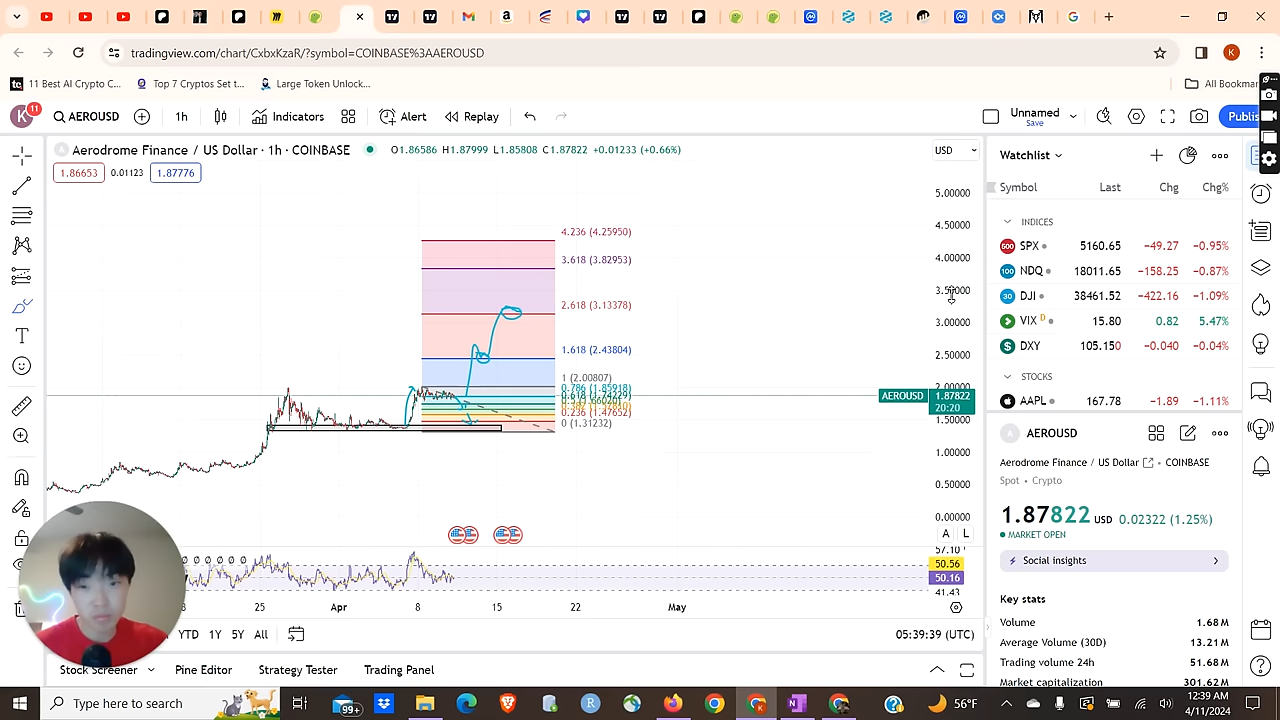 tradingview.com/chart/CxbxKzaR/?symbol=COINBASE%3AAEROUSD
K
tc 11 Best AI Crypto C... Top 7 Cryptos Set t... Large Token Unlock... All Bookmar
K 11 AEROUSD 1h Indicators Alert Replay Unnamed Save Publis
Aerodrome Finance / US Dollar · 1h · COINBASE O1.86586 H1.87999 L1.85808 C1.87822 +0.01233 (+0.66%) USD
1.86653 0.01123 1.87776
5.00000
4.50000
4.236 (4.25950)
4.00000
3.618 (3.82953)
3.50000
2.618 (3.13378)
3.00000
1.618 (2.43804)
2.50000
1 (2.00807)
0.786 (1.85918)
2.00000
0.618 (1.74229)
AEROUSD 1.87822
20:20
0.236 (1.47652)
1.50000
0 (1.31232)
1.00000
0.50000
0.00000
A L
57.10
50.56
50.16
41.43
25 Apr 8 15 22 May
YTD 1Y 5Y All 05:39:39 (UTC)
Stock Screener Pine Editor Strategy Tester Trading Panel
Watchlist
Symbol Last Chg Chg%
INDICES
500 SPX 5160.65 −49.27 −0.95%
100 NDQ 18011.65 −158.25 −0.87%
30 DJI 38461.52 −422.16 −1.09%
VIX D 15.80 0.82 5.47%
$ DXY 105.150 −0.040 −0.04%
STOCKS
AAPL 167.78 −1.89 −1.11%
A AEROUSD
Aerodrome Finance / US Dollar · COINBASE
Spot · Crypto
1.87822 USD 0.02322 (1.25%)
MARKET OPEN
Social insights
Key stats
Volume 1.68M
Average Volume (30D) 13.21M
Trading volume 24h 51.68M
Market capitalization 301.62M
Type here to search 99+ 56°F 12:39 AM
4/11/2024